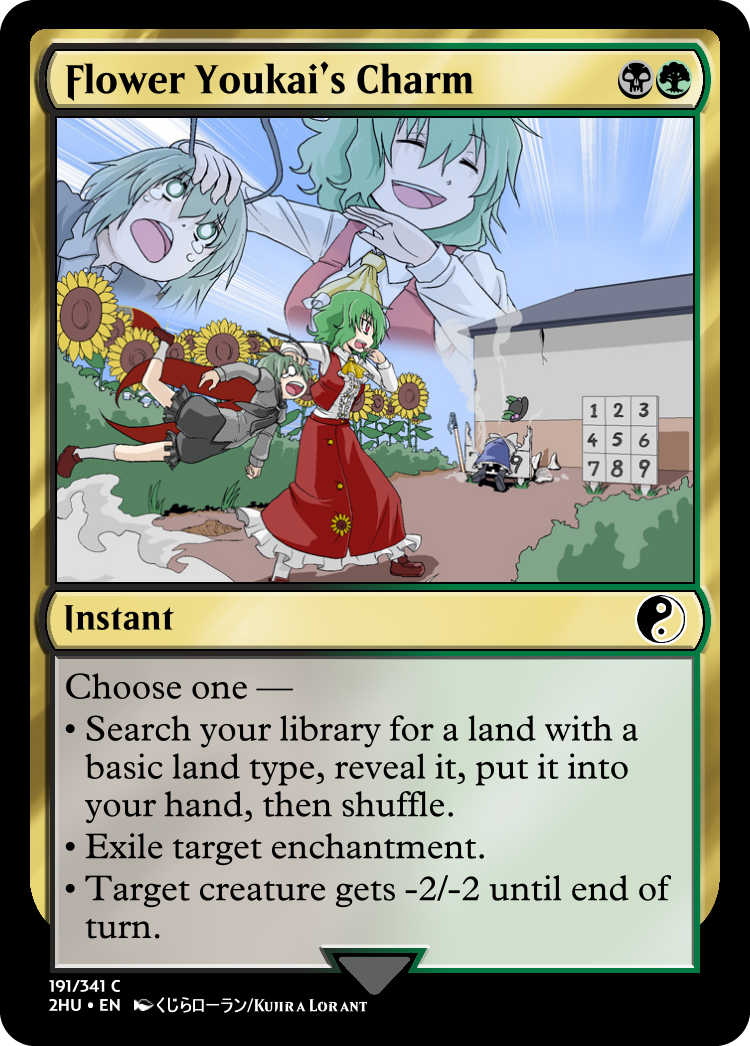 Flower Youkai's Charm
1 2 3
4 5 6
7 8 9
9
Instant
Choose one —
• Search your library for a land with a
basic land type, reveal it, put it into
your hand, then shuffle.
• Exile target enchantment.
• Target creature gets -2/-2 until end of
turn.
191/341 C
2HU • EN くじらローラン/Kujira Lorant